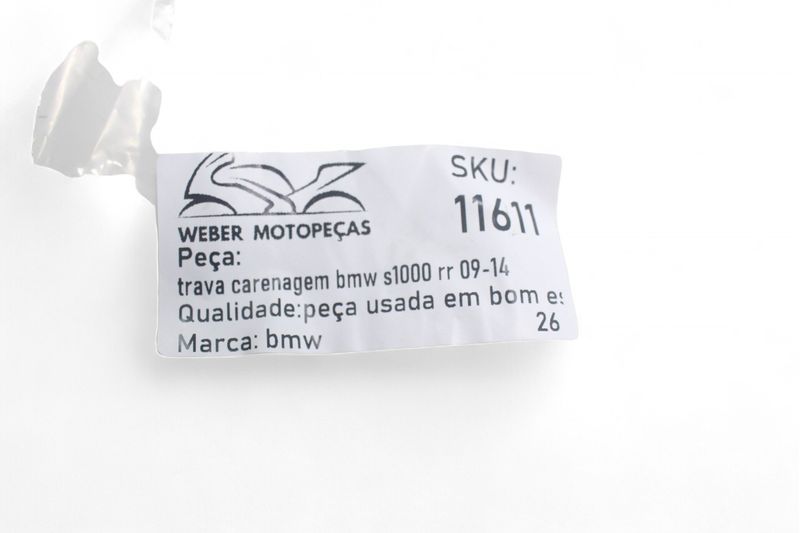 SKU:
11611
WEBER MOTOPEÇAS
Peça:
trava carenagem bmw s1000 rr 09-14
Qualidade:peça usada em bom es
26
Marca: bmw